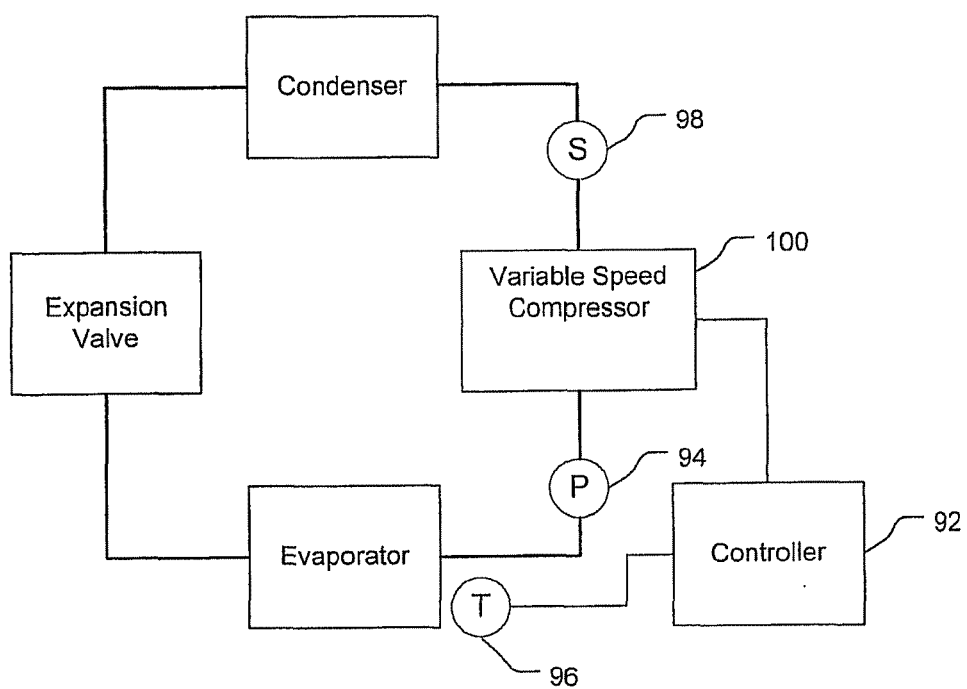 Condenser
98
S
100
Variable Speed
Compressor
Expansion
Valve
94
P
92
Controller
Evaporator
T
96